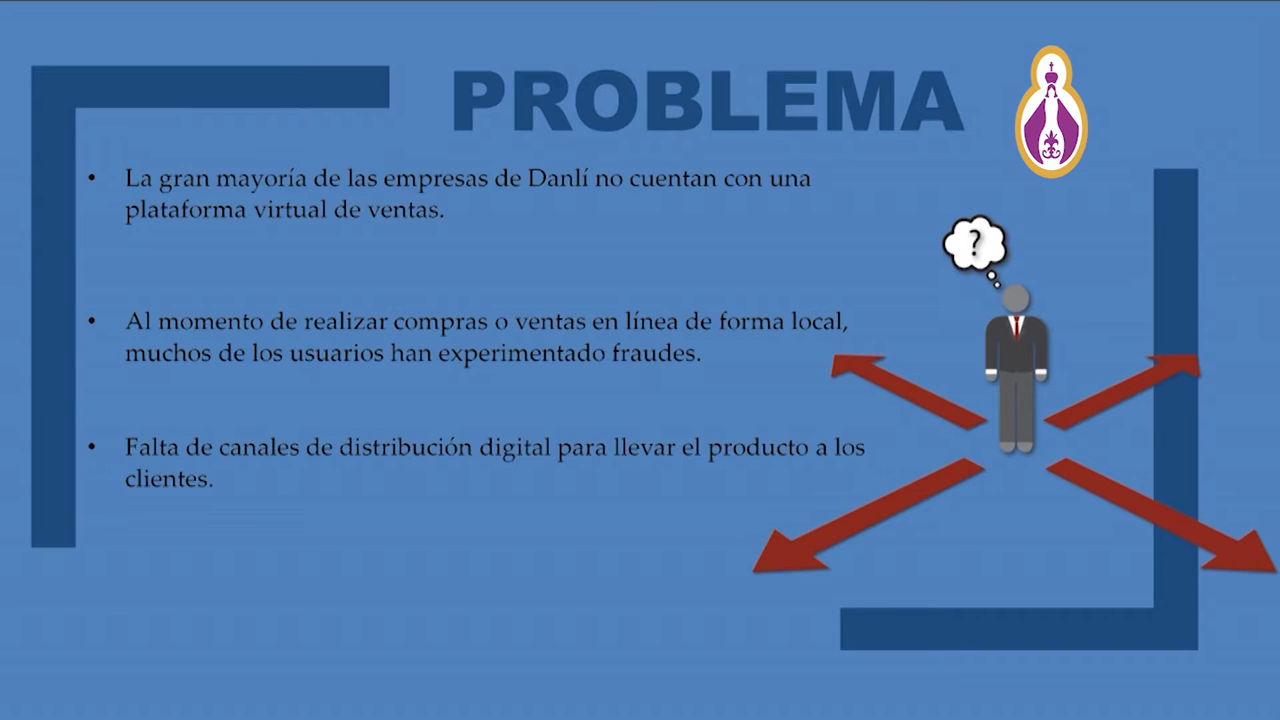 PROBLEMA
• La gran mayoría de las empresas de Danlí no cuentan con una
plataforma virtual de ventas.
• Al momento de realizar compras o ventas en línea de forma local,
muchos de los usuarios han experimentado fraudes.
• Falta de canales de distribución digital para llevar el producto a los
clientes.
?